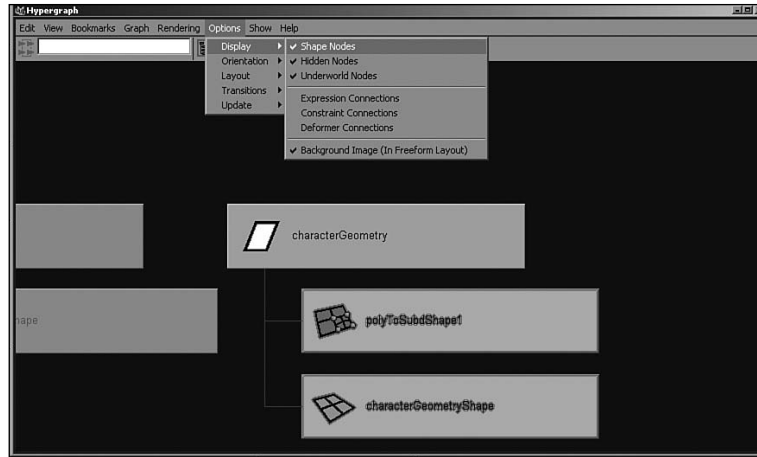 Hypergraph
Edit View Bookmarks Graph Rendering Options Show Help
Display
Shape Nodes
Orientation
Hidden Nodes
Layout
Underworld Nodes
Transitions
Update
Expression Connections
Constraint Connections
Deformer Connections
Background Image (In Freeform Layout)
characterGeometry
hape
polyToSubdShape1
characterGeometryShape